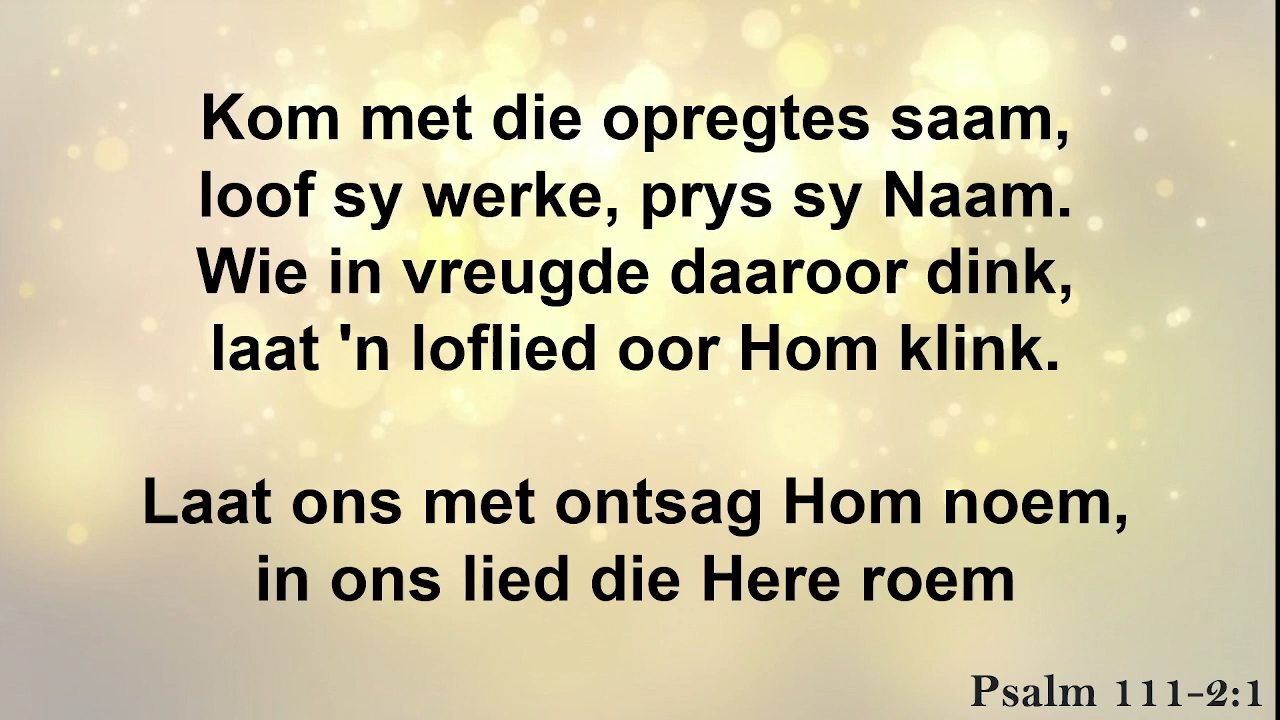 Kom met die opregtes saam,
loof sy werke, prys sy Naam.
Wie in vreugde daaroor dink,
laat 'n loflied oor Hom klink.
Laat ons met ontsag Hom noem,
in ons lied die Here roem
Psalm 111-2:1